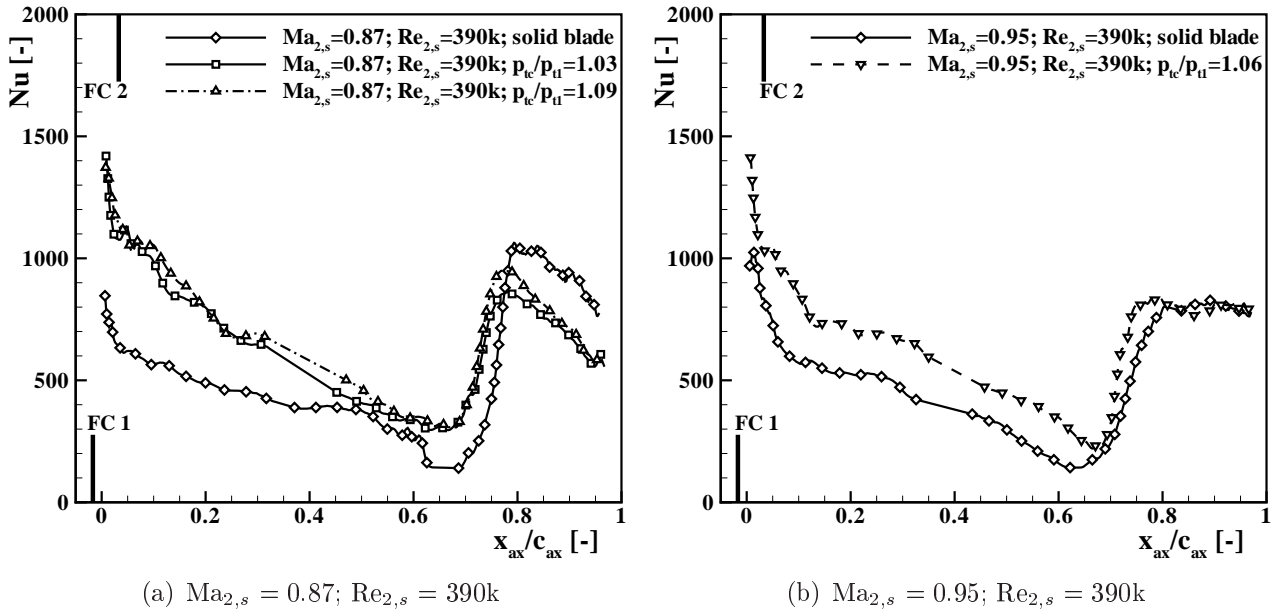 2000
1500
1000
500
0
Nu [-]
Ma2,s=0.87; Re2,s=390k; solid blade
Ma2,s=0.87; Re2,s=390k; ptc/pt1=1.03
Ma2,s=0.87; Re2,s=390k; ptc/pt1=1.09
FC 2
FC 1
0 0.2 0.4 0.6 0.8 1
xax/cax [-]
(a) Ma2,s = 0.87; Re2,s = 390k
2000
1500
1000
500
0
Nu [-]
Ma2,s=0.95; Re2,s=390k; solid blade
Ma2,s=0.95; Re2,s=390k; ptc/pt1=1.06
FC 2
FC 1
0 0.2 0.4 0.6 0.8 1
xax/cax [-]
(b) Ma2,s = 0.95; Re2,s = 390k